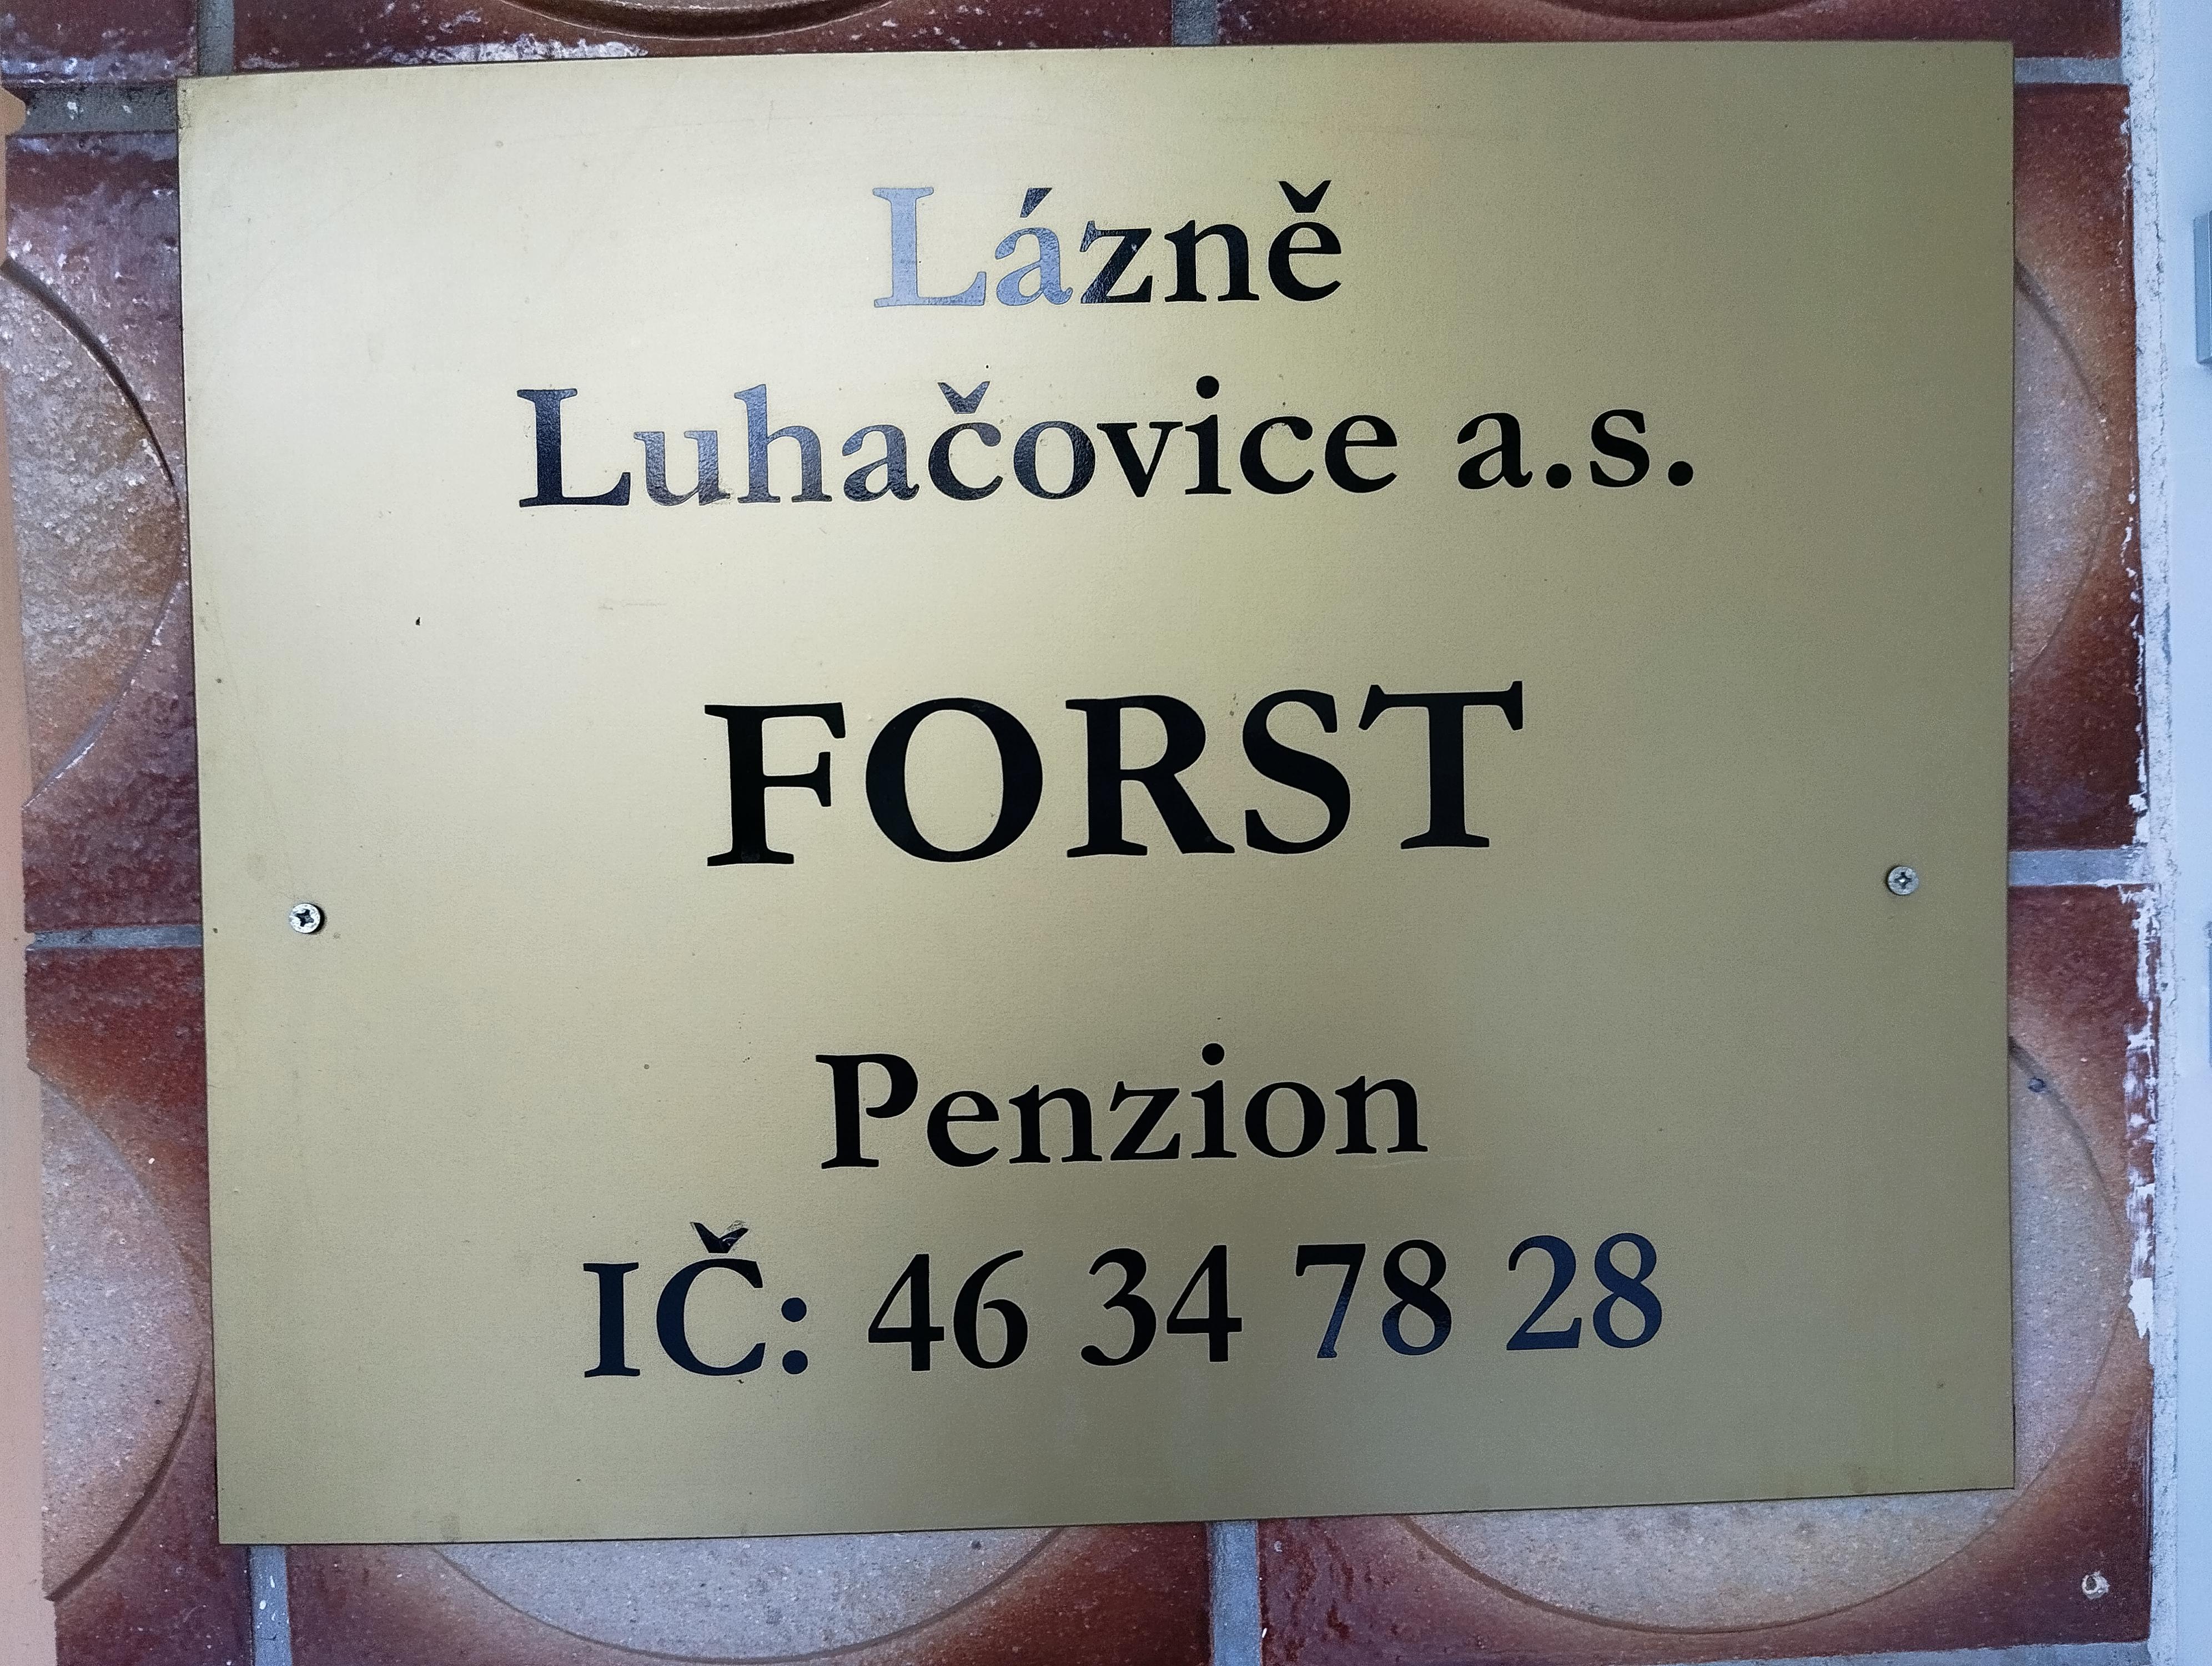 Lázně
Luhačovice a.s.
FORST
Penzion
IČ: 46 34 78 28